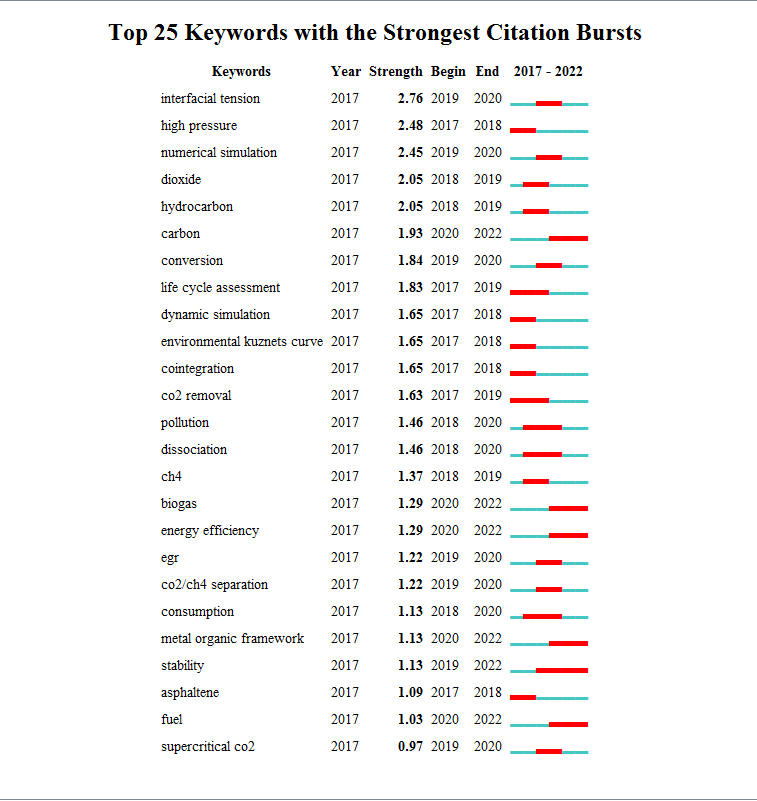 Top 25 Keywords with the Strongest Citation Bursts
Keywords Year Strength Begin End 2017 - 2022
interfacial tension 2017 2.76 2019 2020
high pressure 2017 2.48 2017 2018
numerical simulation 2017 2.45 2019 2020
dioxide 2017 2.05 2018 2019
hydrocarbon 2017 2.05 2018 2019
carbon 2017 1.93 2020 2022
conversion 2017 1.84 2019 2020
life cycle assessment 2017 1.83 2017 2019
dynamic simulation 2017 1.65 2017 2018
environmental kuznets curve 2017 1.65 2017 2018
cointegration 2017 1.65 2017 2018
co2 removal 2017 1.63 2017 2019
pollution 2017 1.46 2018 2020
dissociation 2017 1.46 2018 2020
ch4 2017 1.37 2018 2019
biogas 2017 1.29 2020 2022
energy efficiency 2017 1.29 2020 2022
egr 2017 1.22 2019 2020
co2/ch4 separation 2017 1.22 2019 2020
consumption 2017 1.13 2018 2020
metal organic framework 2017 1.13 2020 2022
stability 2017 1.13 2019 2022
asphaltene 2017 1.09 2017 2018
fuel 2017 1.03 2020 2022
supercritical co2 2017 0.97 2019 2020